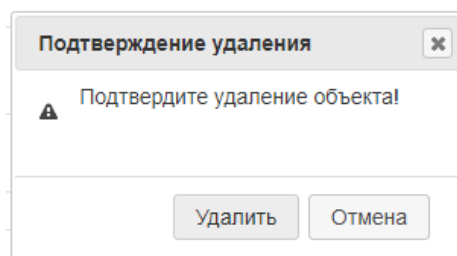 Подтверждение удаления
Подтвердите удаление объекта!
Удалить Отмена